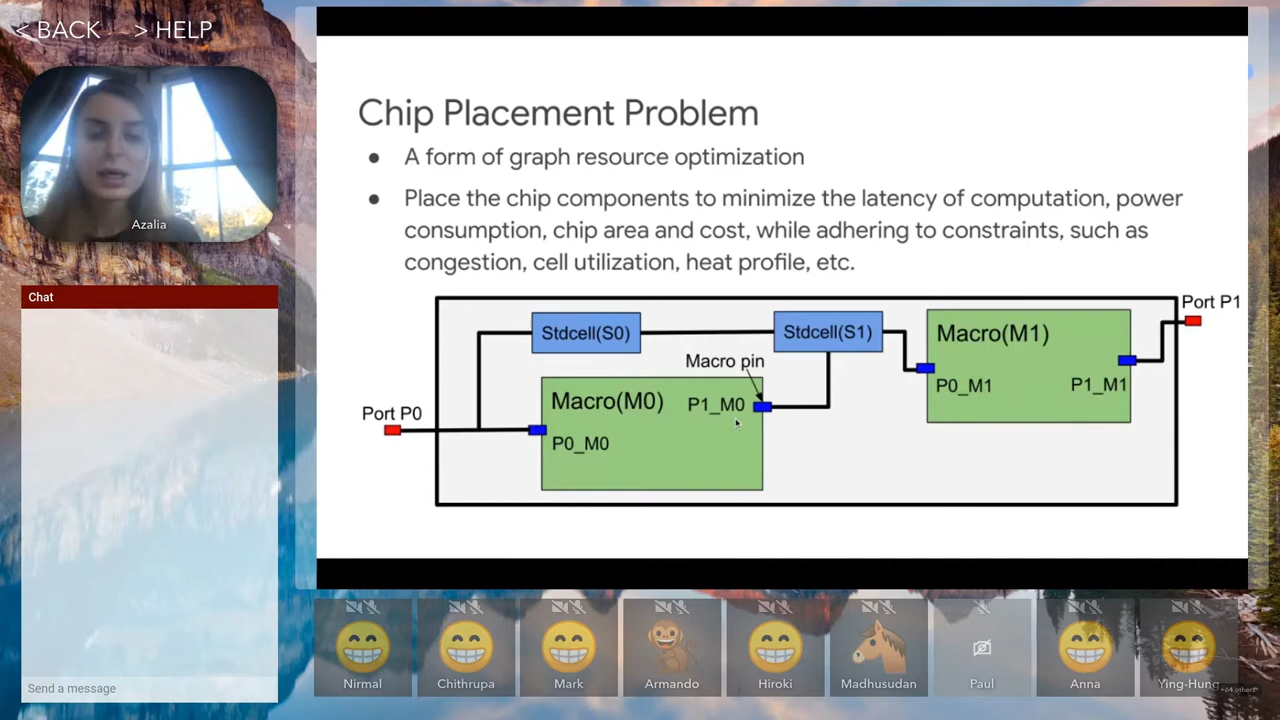 < BACK > HELP
Azalia
Chat
Send a message
Chip Placement Problem
● A form of graph resource optimization
● Place the chip components to minimize the latency of computation, power
consumption, chip area and cost, while adhering to constraints, such as
congestion, cell utilization, heat profile, etc.
Port P1
Stdcell(S0)
Stdcell(S1)
Macro(M1)
Macro pin
P0_M1
P1_M1
Macro(M0)
P1_M0
Port P0
P0_M0
Nirmal
Chithrupa
Mark
Armando
Hiroki
Madhusudan
Paul
Anna
Ying-Hung
+64 others